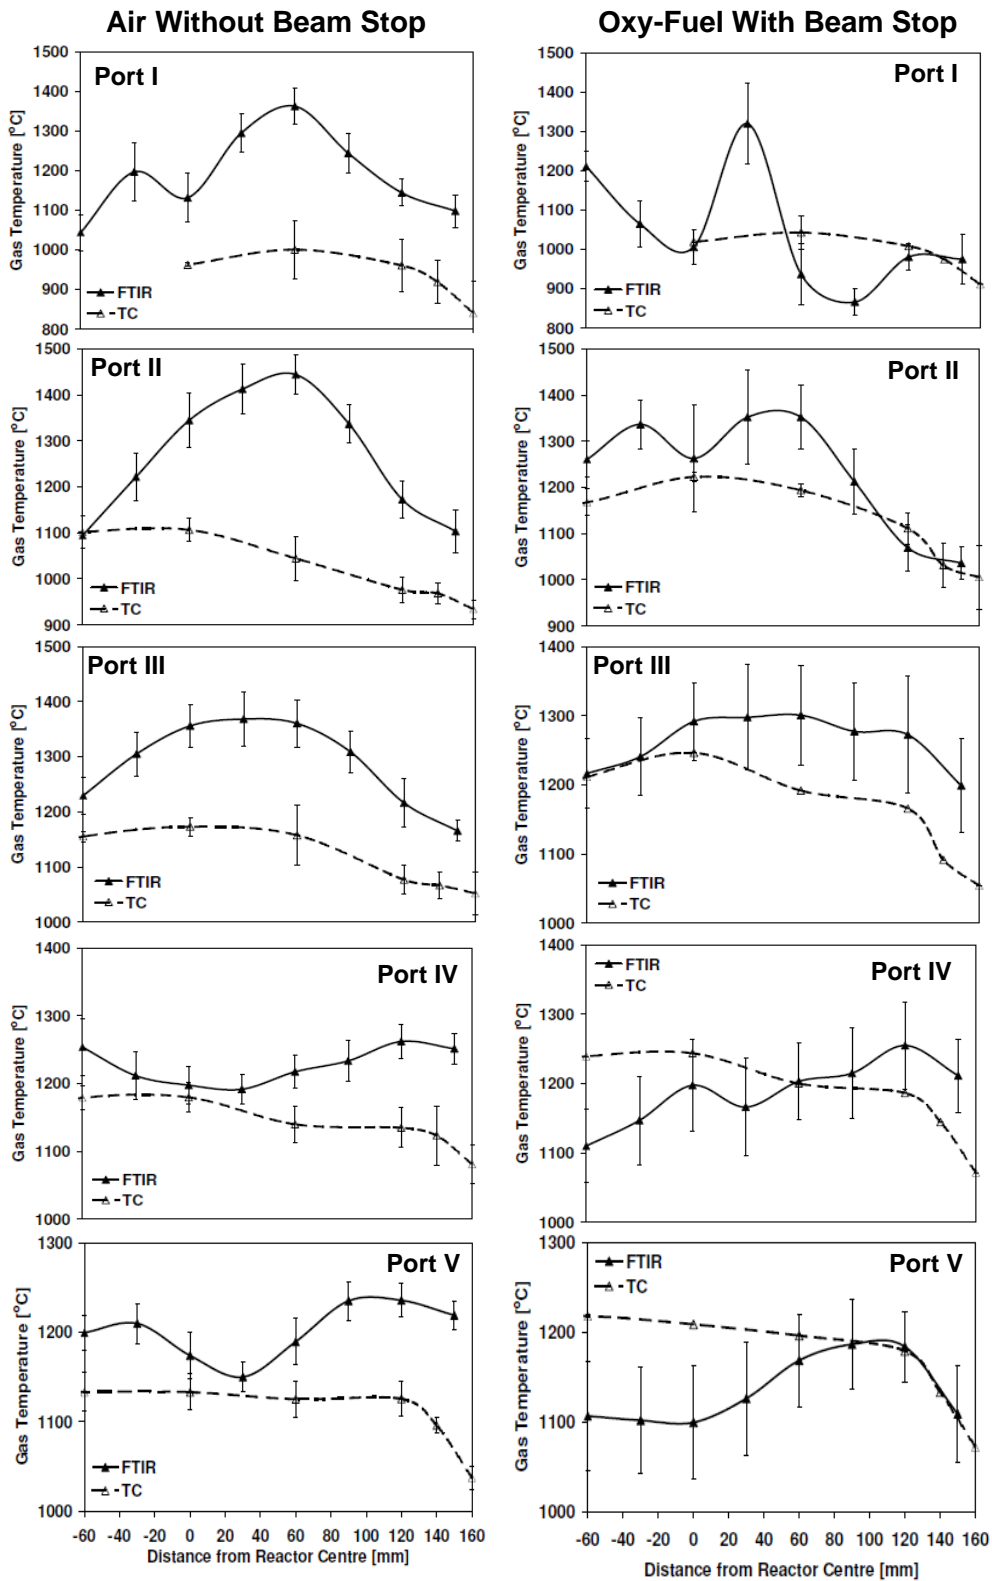 Air Without Beam Stop
Oxy-Fuel With Beam Stop
Port I
Gas Temperature [°C]
1500
1400
1300
1200
1100
1000
900
800
FTIR
TC
Port I
Gas Temperature [°C]
1500
1400
1300
1200
1100
1000
900
800
FTIR
TC
Port II
Gas Temperature [°C]
1500
1400
1300
1200
1100
1000
900
FTIR
TC
Port II
Gas Temperature [°C]
1500
1400
1300
1200
1100
1000
900
FTIR
TC
Port III
Gas Temperature [°C]
1500
1400
1300
1200
1100
1000
FTIR
TC
Port III
Gas Temperature [°C]
1400
1300
1200
1100
1000
FTIR
TC
Port IV
Gas Temperature [°C]
1400
1300
1200
1100
1000
FTIR
TC
Port IV
Gas Temperature [°C]
1400
1300
1200
1100
1000
FTIR
TC
Port V
Gas Temperature [°C]
1300
1200
1100
1000
FTIR
TC
-60 -40 -20 0 20 40 60 80 100 120 140 160
Distance from Reactor Centre [mm]
Port V
Gas Temperature [°C]
1300
1200
1100
1000
FTIR
TC
-60 -40 -20 0 20 40 60 80 100 120 140 160
Distance from Reactor Centre [mm]